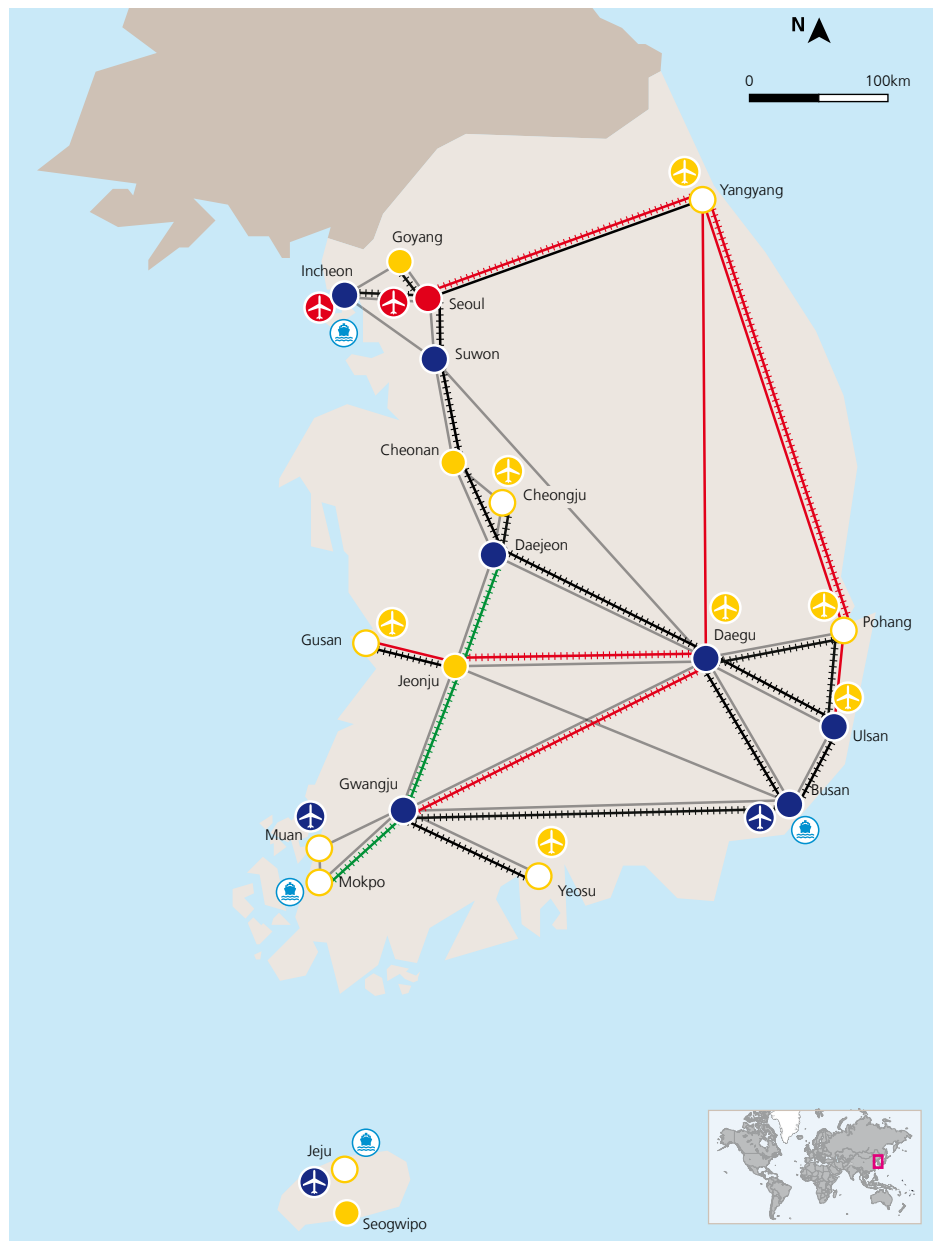 N
0 100km
Yangyang
Goyang
Incheon
Seoul
Suwon
Cheonan
Cheongju
Daejeon
Gusan
Jeonju
Daegu
Pohang
Ulsan
Gwangju
Busan
Muan
Mokpo
Yeosu
Jeju
Seogwipo